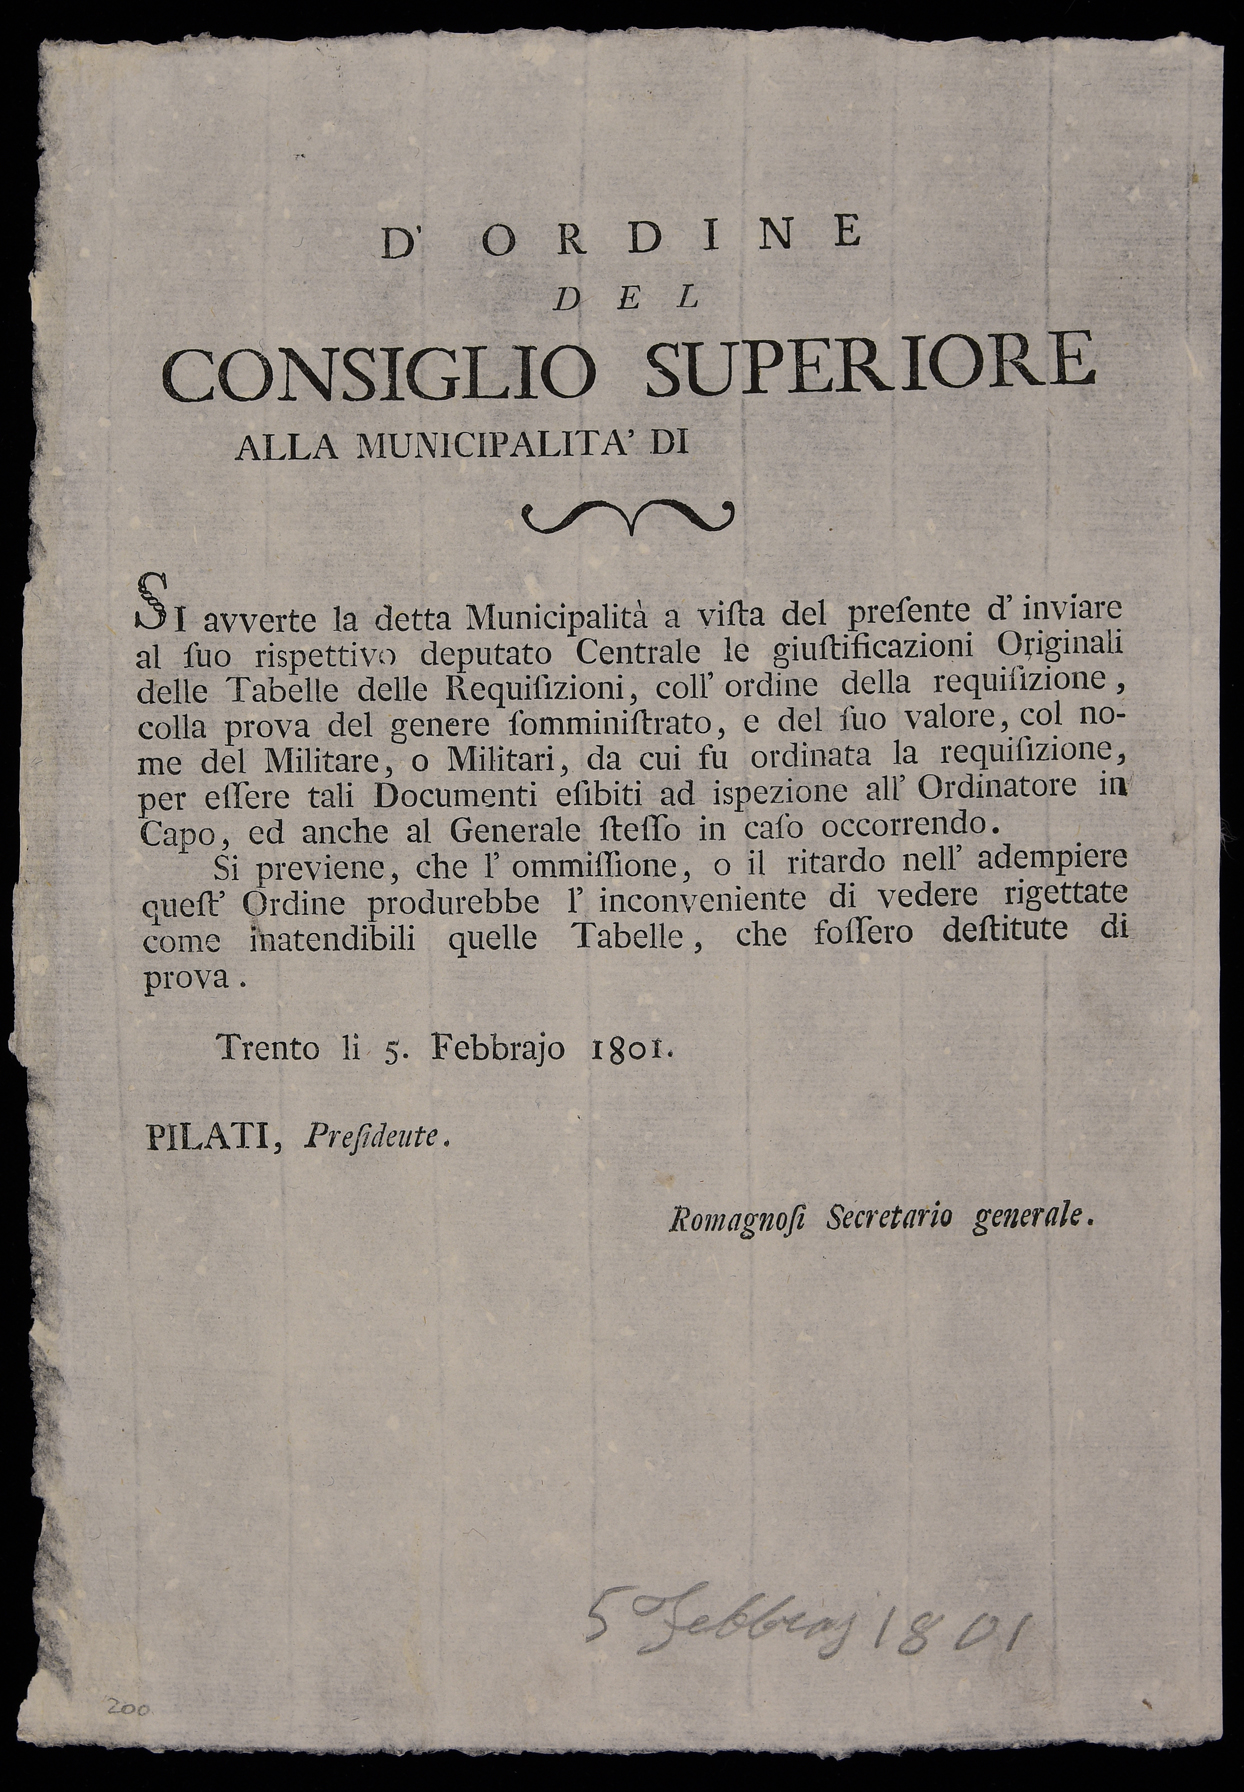 D' ORDINE
DEL
CONSIGLIO SUPERIORE
ALLA MUNICIPALITA' DI
SI avverte la detta Municipalità a viſta del preſente d' inviare
al ſuo rispettivo deputato Centrale le giuſtificazioni Originali
delle Tabelle delle Requiſizioni, coll' ordine della requiſizione,
colla prova del genere ſomminiſtrato, e del ſuo valore, col no-
me del Militare, o Militari, da cui fu ordinata la requiſizione,
per eſſere tali Documenti eſibiti ad ispezione all' Ordinatore in
Capo, ed anche al Generale ſteſſo in caſo occorrendo.
Si previene, che l' ommiſſione, o il ritardo nell' adempiere
queſt' Ordine produrebbe l' inconveniente di vedere rigettate
come inatendibili quelle Tabelle, che foſſero deſtitute di
prova.
Trento li 5. Febbrajo 1801.
PILATI, Preſideute.
Romagnoſi Secretario generale.
5 Febbraj 1801
200